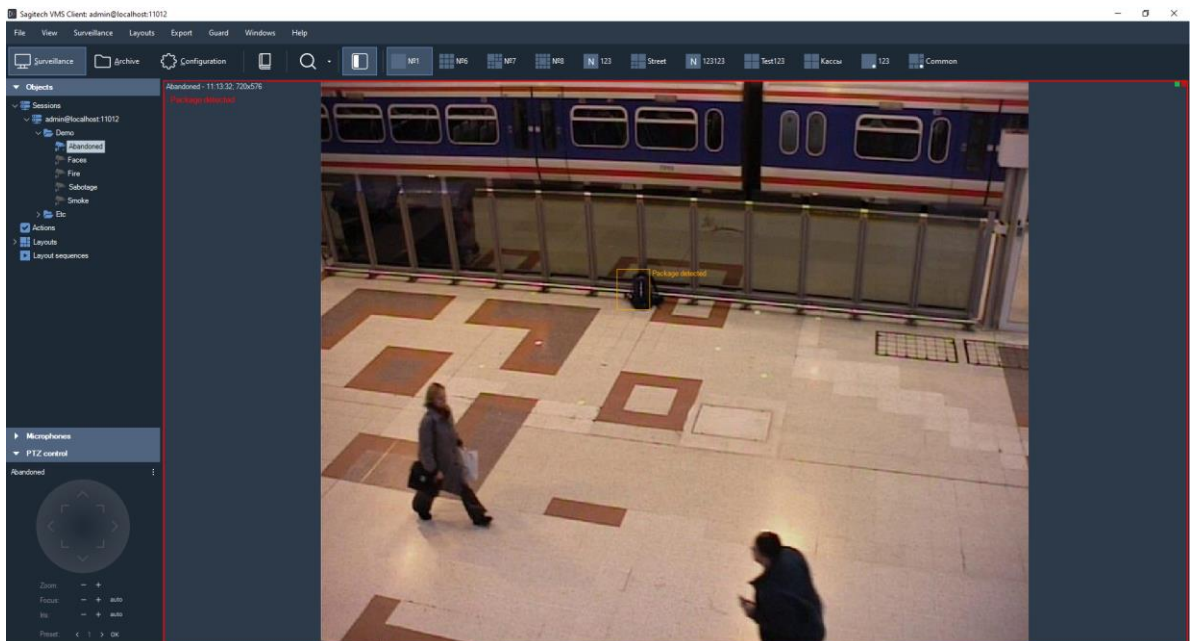 Sagitech VMS Client: admin@localhost:11012
File View Surveillance Layouts Export Guard Windows Help
Surveillance Archive Configuration №1 №6 №7 №8 N 123 Street N 123123 Test123 Кассы 123 Common
Objects
Sessions
admin@localhost:11012
Demo
Abandoned
Faces
Fire
Sabotage
Smoke
Etc
Actions
Layouts
Layout sequences
Microphones
PTZ control
Abandoned
Zoom: − +
Focus: − + auto
Iris: − + auto
Preset: < 1 > OK
Abandoned - 11:13:32; 720x576
Package detected
Package detected